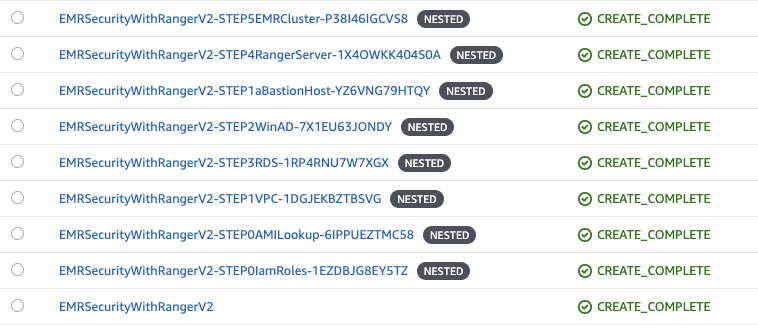 EMRSecurityWithRangerV2-STEP5EMRCluster-P38I46IGCVS8 NESTED CREATE_COMPLETE
EMRSecurityWithRangerV2-STEP4RangerServer-1X4OWKK404S0A NESTED CREATE_COMPLETE
EMRSecurityWithRangerV2-STEP1aBastionHost-YZ6VNG79HTQY NESTED CREATE_COMPLETE
EMRSecurityWithRangerV2-STEP2WinAD-7X1EU63JONDY NESTED CREATE_COMPLETE
EMRSecurityWithRangerV2-STEP3RDS-1RP4RNU7W7XGX NESTED CREATE_COMPLETE
EMRSecurityWithRangerV2-STEP1VPC-1DGJEKBZTBSVG NESTED CREATE_COMPLETE
EMRSecurityWithRangerV2-STEP0AMILookup-6IPPUEZTMC58 NESTED CREATE_COMPLETE
EMRSecurityWithRangerV2-STEP0IamRoles-1EZDBJG8EY5TZ NESTED CREATE_COMPLETE
EMRSecurityWithRangerV2 CREATE_COMPLETE